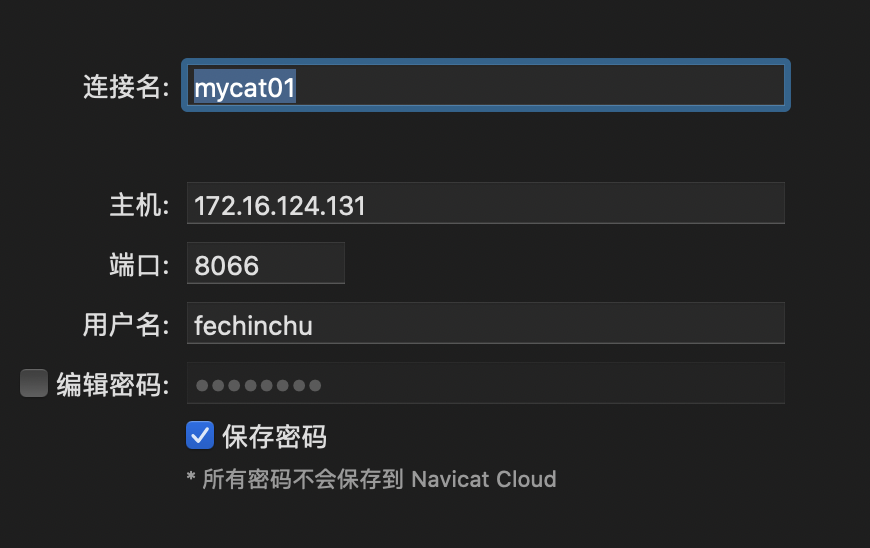 连接名: mycat01
主机: 172.16.124.131
端口: 8066
用户名: fechinchu
编辑密码: ●●●●●●●●
保存密码
* 所有密码不会保存到 Navicat Cloud